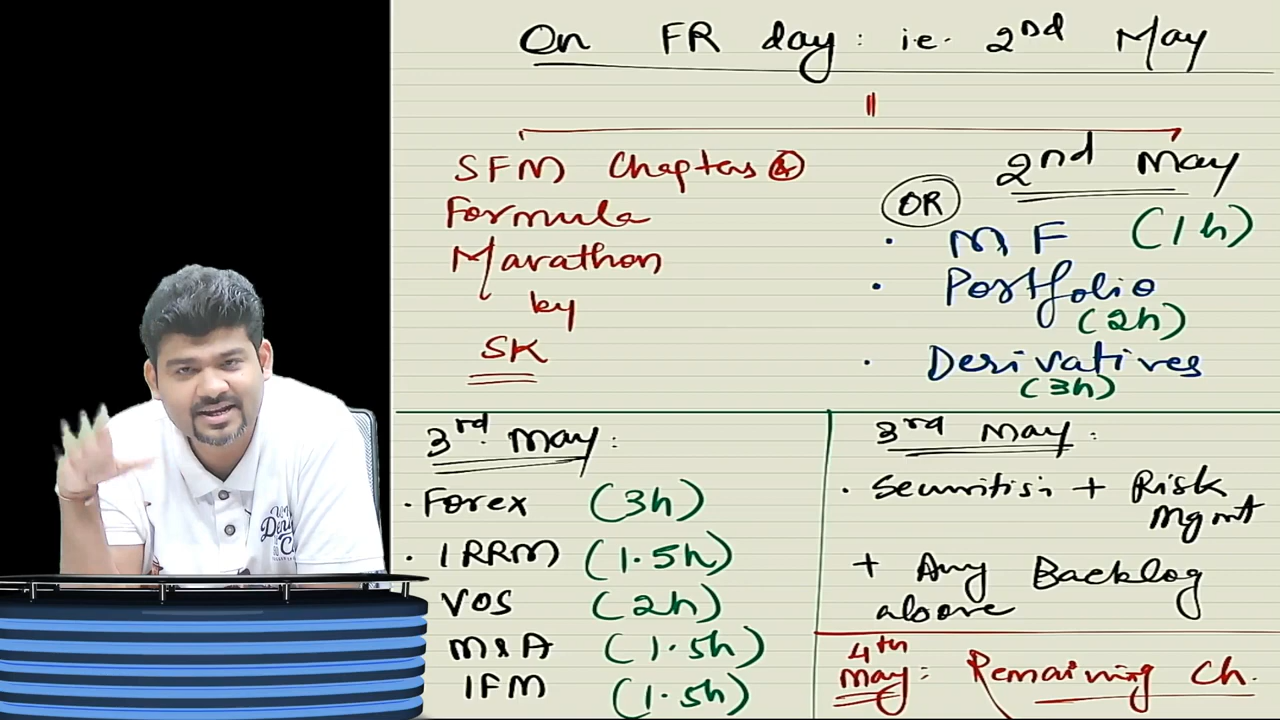 On FR day: i.e. 2nd May
SFM Chapters &
Formula
Marathon
by
SK
OR
2nd May
• MF (1h)
• Portfolio
(2h)
• Derivatives
(3h)
3rd May:
• Forex (3h)
• IRRM (1.5h)
VOS (2h)
M&A (1.5h)
IFM (1.5h)
3rd May:
• Securitis:n + Risk
Mgmt
+ Any Backlog
above
4th
May: Remaining Ch.